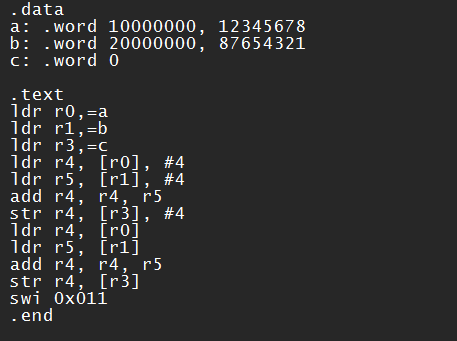 .data
a: .word 10000000, 12345678
b: .word 20000000, 87654321
c: .word 0
.text
ldr r0,=a
ldr r1,=b
ldr r3,=c
ldr r4, [r0], #4
ldr r5, [r1], #4
add r4, r4, r5
str r4, [r3], #4
ldr r4, [r0]
ldr r5, [r1]
add r4, r4, r5
str r4, [r3]
swi 0x011
.end